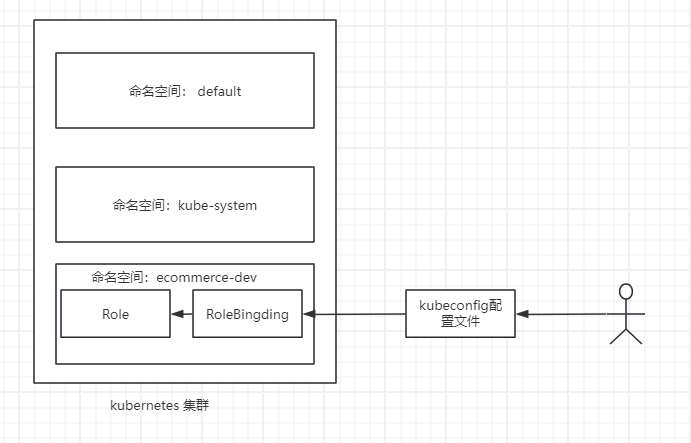 命名空间： default
命名空间：kube-system
命名空间：ecommerce-dev
Role
RoleBingding
kubeconfig配
置文件
kubernetes 集群